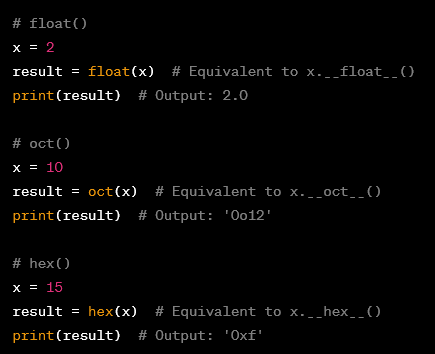 # float()
x = 2
result = float(x)  # Equivalent to x.__float__()
print(result)  # Output: 2.0
# oct()
x = 10
result = oct(x)  # Equivalent to x.__oct__()
print(result)  # Output: '0o12'
# hex()
x = 15
result = hex(x)  # Equivalent to x.__hex__()
print(result)  # Output: '0xf'